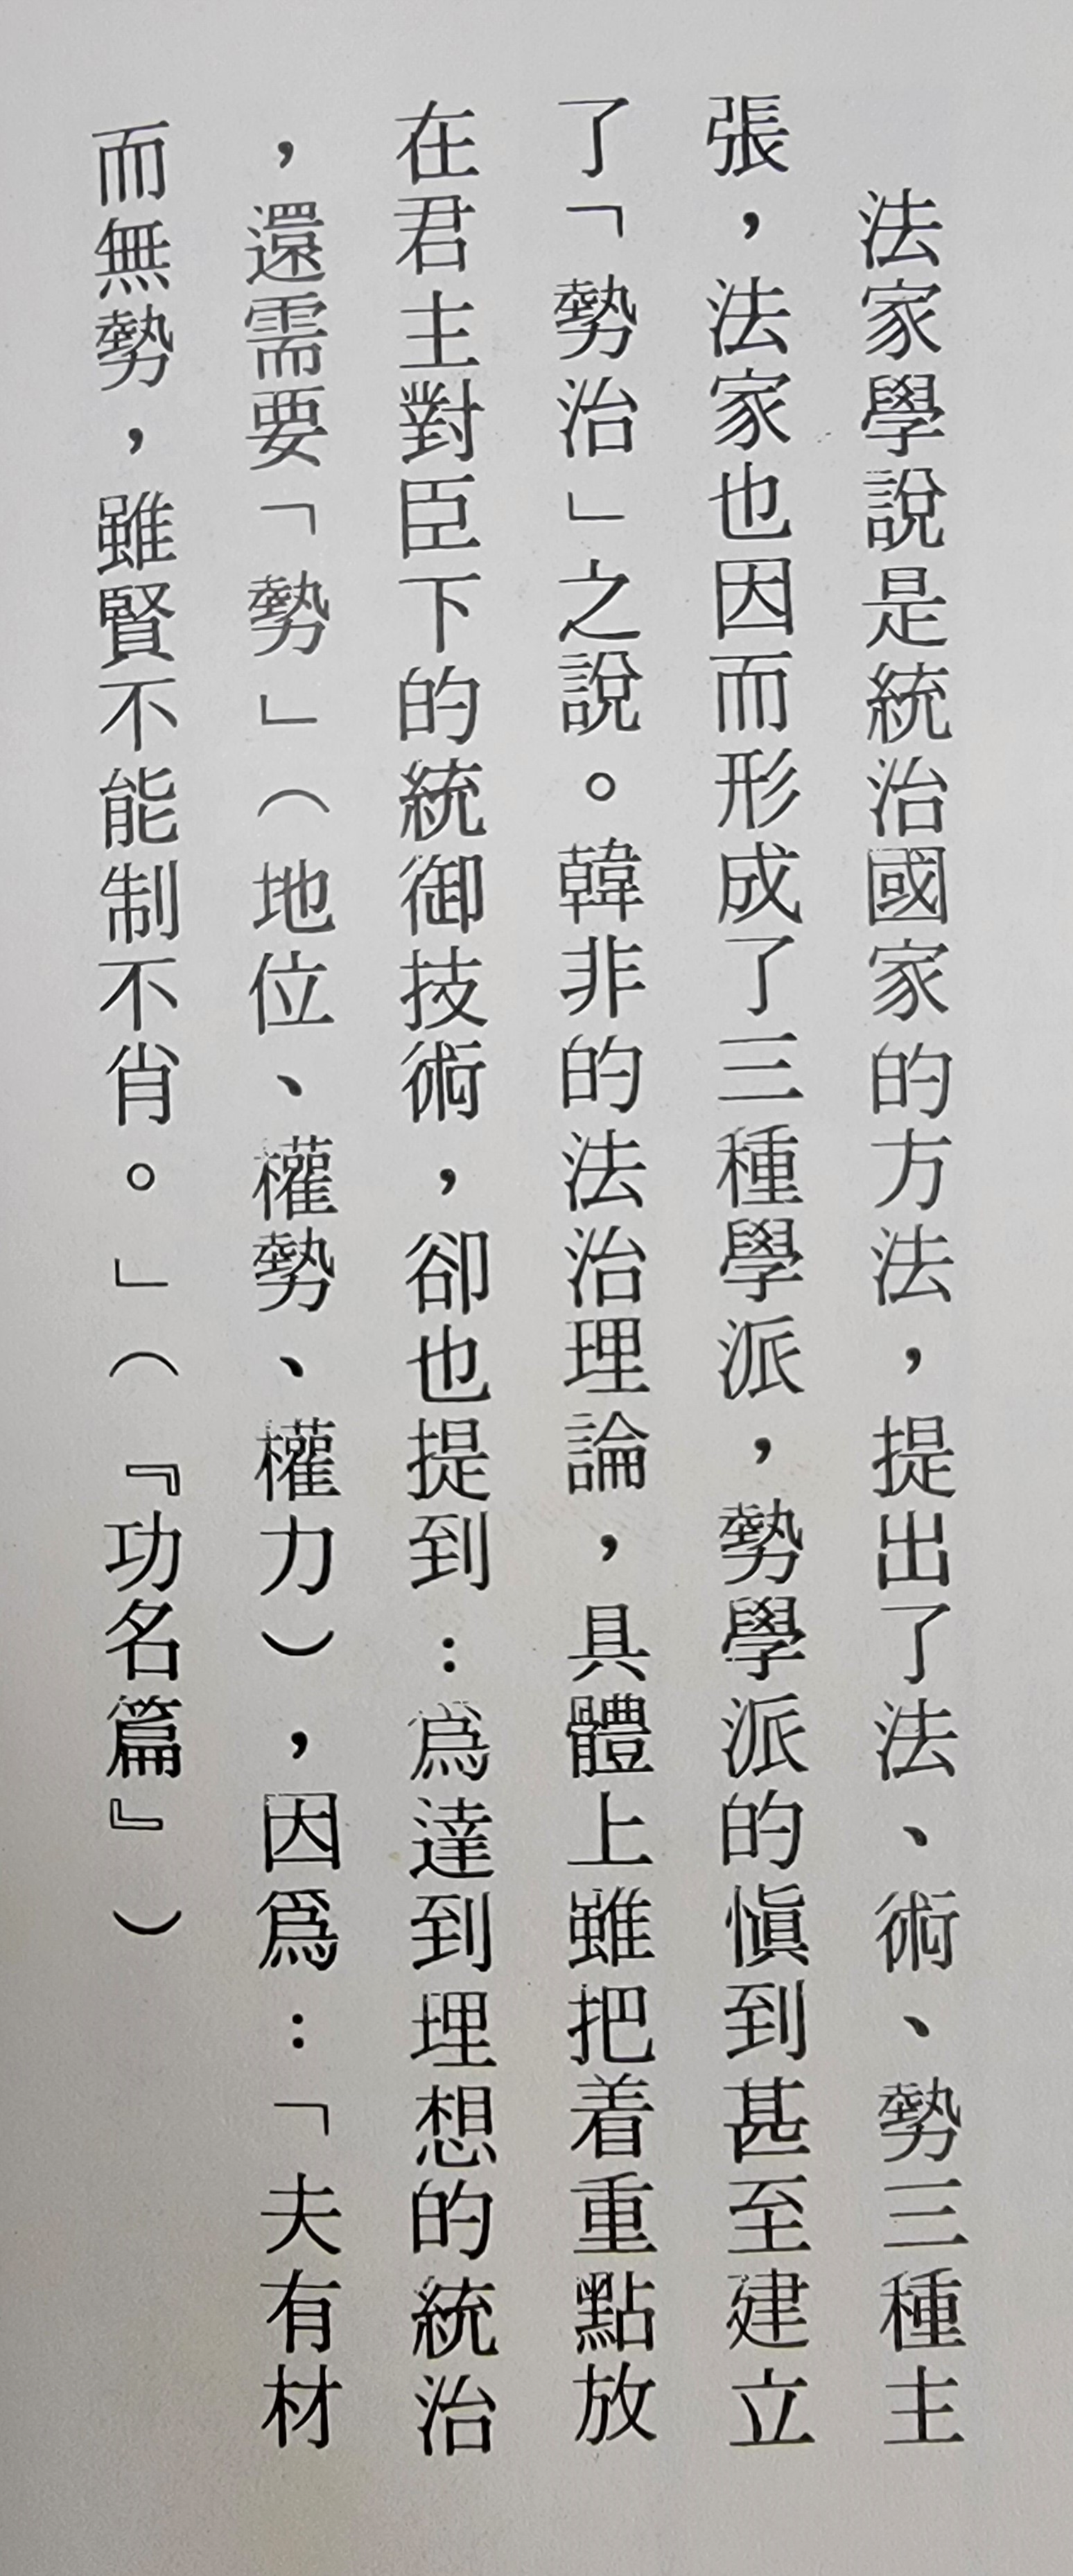 法家學說是統治國家的方法，提出了法、術、勢三種主
張，法家也因而形成了三種學派，勢學派的愼到甚至建立
了「勢治」之說。韓非的法治理論，具體上雖把着重點放
在君主對臣下的統御技術，卻也提到：爲達到理想的統治
，還需要「勢」（地位、權勢、權力），因爲：「夫有材
而無勢，雖賢不能制不肖。」（『功名篇』）